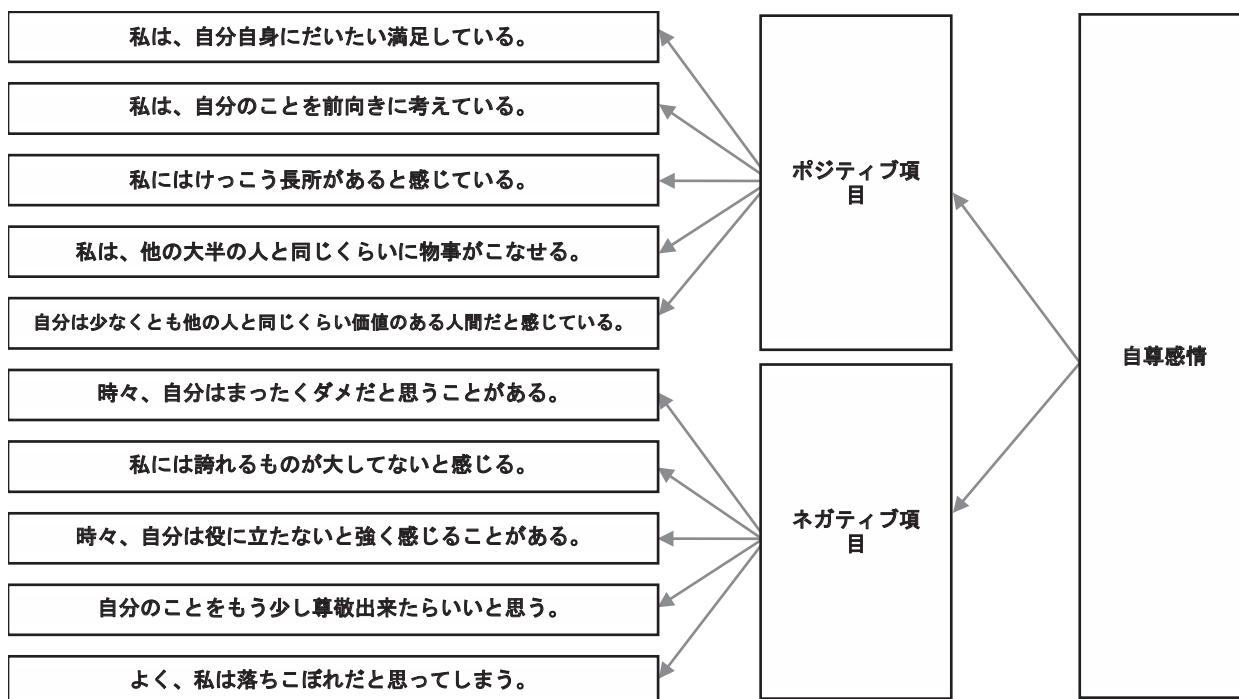 私は、自分自身にだいたい満足している。
私は、自分のことを前向きに考えている。
私にはけっこう長所があると感じている。
私は、他の大半の人と同じくらいに物事がこなせる。
自分は少なくとも他の人と同じくらい価値のある人間だと感じている。
時々、自分はまったくダメだと思うことがある。
私には誇れるものが大してないと感じる。
時々、自分は役に立たないと強く感じることがある。
自分のことをもう少し尊敬出来たらいいと思う。
よく、私は落ちこぼれだと思ってしまう。
ポジティブ項
目
ネガティブ項
目
自尊感情